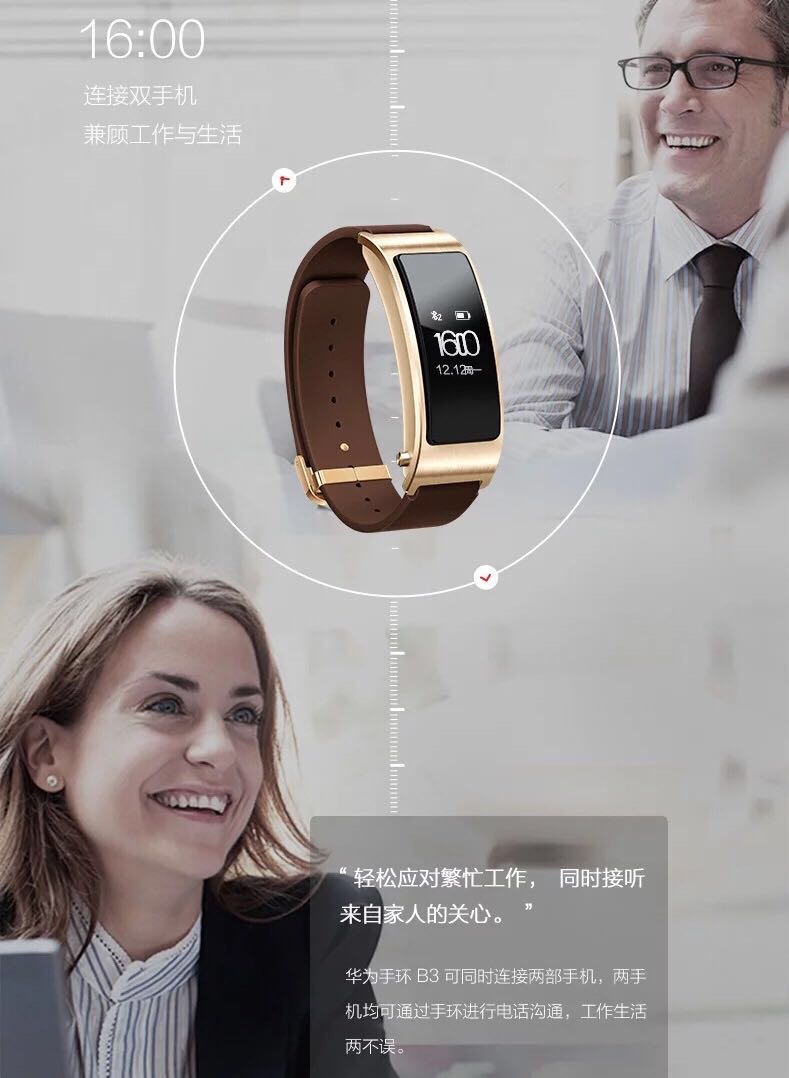 16:00
连接双手机
兼顾工作与生活
2
1600
12.12周一
“ 轻松应对繁忙工作， 同时接听
来自家人的关心。 ”
华为手环 B3 可同时连接两部手机，两手
机均可通过手环进行电话沟通，工作生活
两不误。